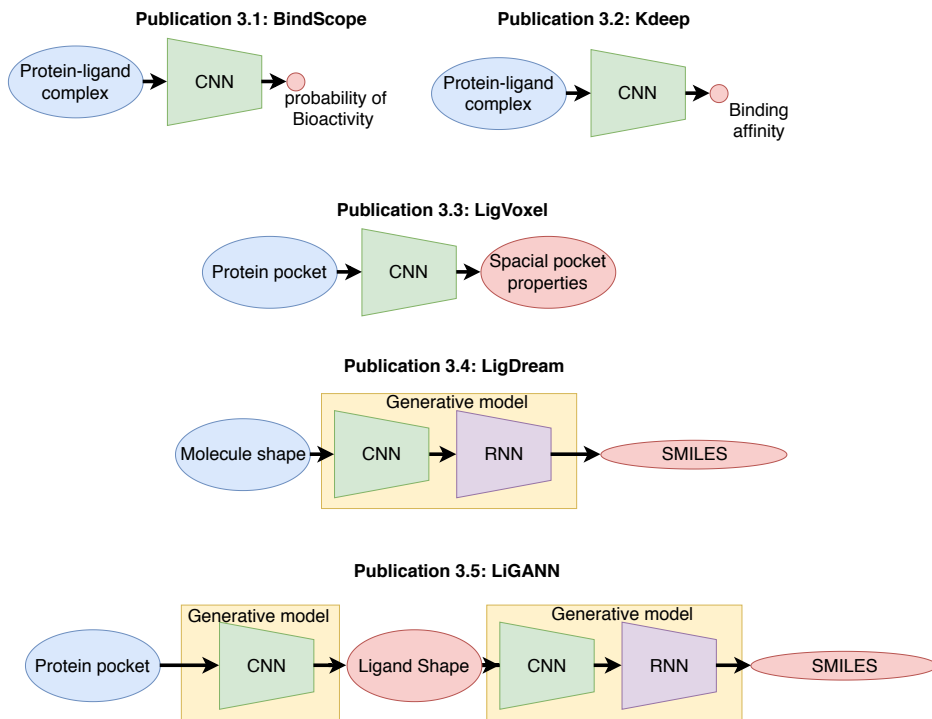 Publication 3.1: BindScope
Protein-ligand
complex
CNN
probability of
Bioactivity
Publication 3.2: Kdeep
Protein-ligand
complex
CNN
Binding
affinity
Publication 3.3: LigVoxel
Protein pocket
CNN
Spacial pocket
properties
Publication 3.4: LigDream
Generative model
Molecule shape
CNN
RNN
SMILES
Publication 3.5: LiGANN
Generative model
Generative model
Protein pocket
CNN
Ligand Shape
CNN
RNN
SMILES